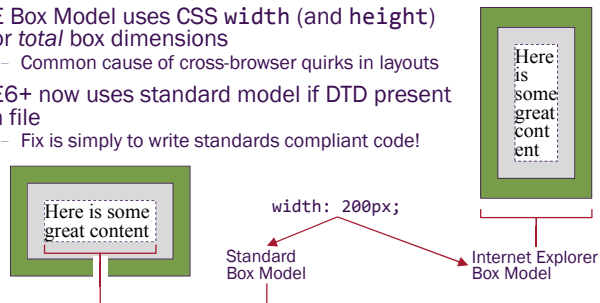 E Box Model uses CSS width (and height)
or total box dimensions
– Common cause of cross-browser quirks in layouts
E6+ now uses standard model if DTD present
n file
– Fix is simply to write standards compliant code!
Here
is
some
great
cont
ent
Here is some
great content
width: 200px;
Standard
Box Model
Internet Explorer
Box Model